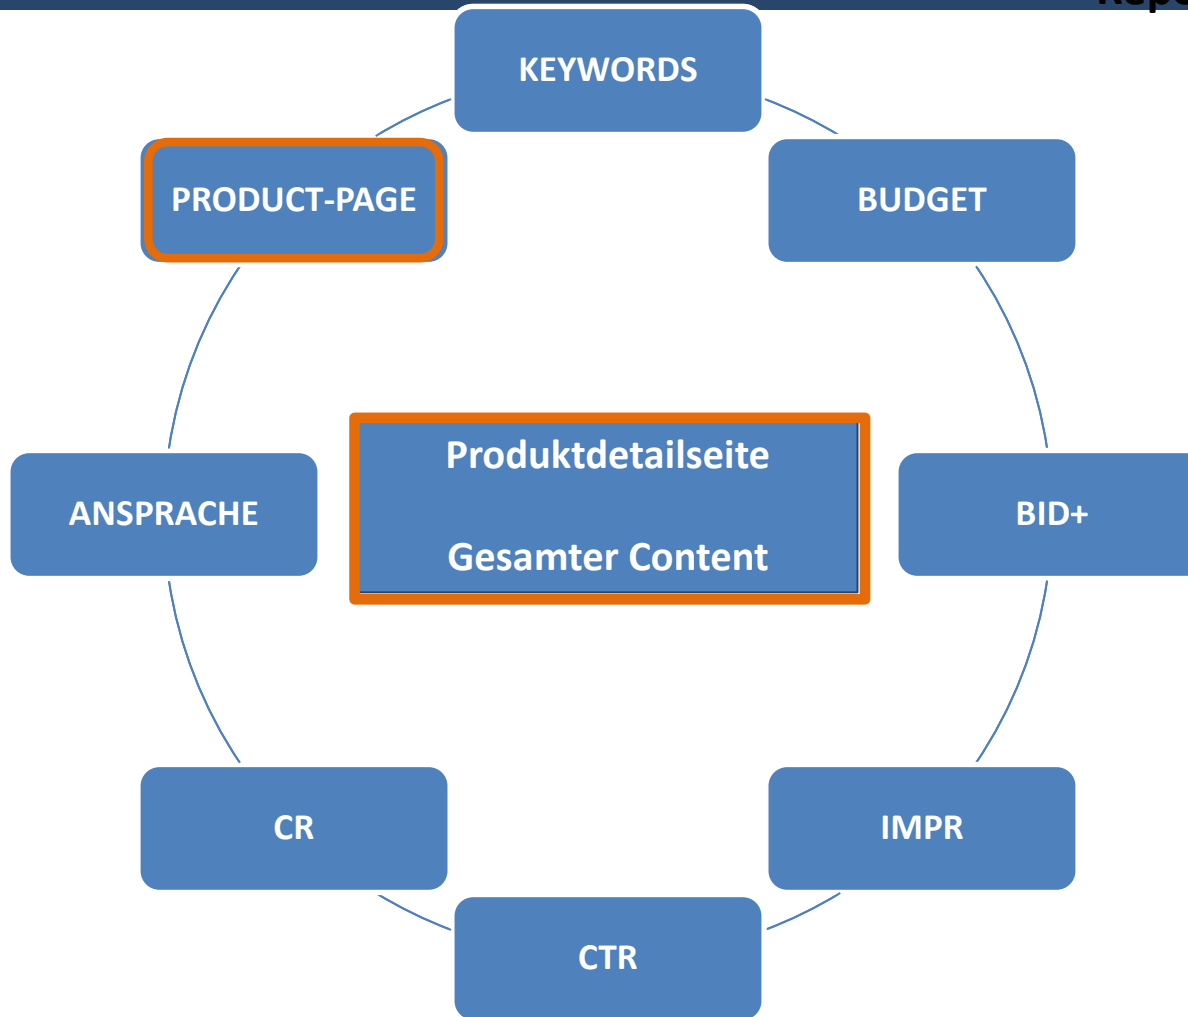 KEYWORDS
PRODUCT-PAGE
BUDGET
Produktdetailseite
Gesamter Content
ANSPRACHE
BID+
CR
IMPR
CTR